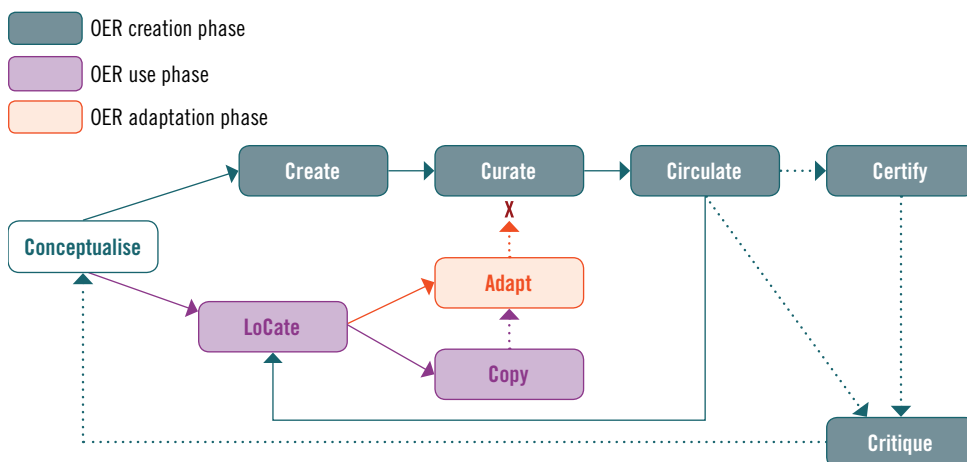 OER creation phase
OER use phase
OER adaptation phase
Create
Curate
Circulate
Certify
X
Conceptualise
Adapt
LoCate
Copy
Critique